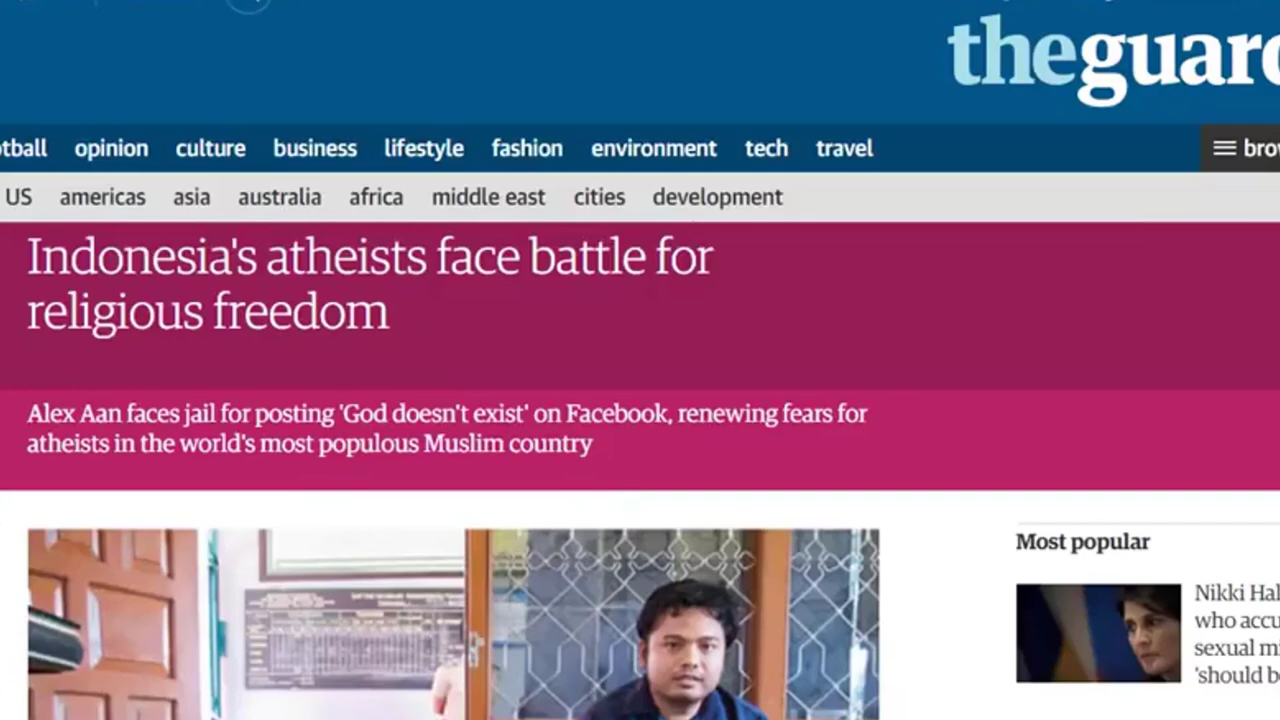 theguar
otball opinion culture business lifestyle fashion environment tech travel
bro
US americas asia australia africa middle east cities development
Indonesia's atheists face battle for
religious freedom
Alex Aan faces jail for posting 'God doesn't exist' on Facebook, renewing fears for
atheists in the world's most populous Muslim country
Most popular
Nikki Hal
who accu
sexual m
'should b